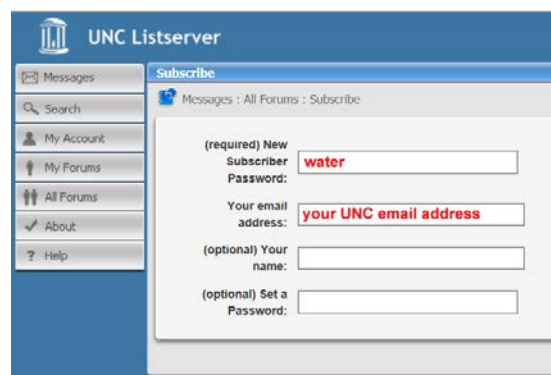 UNC Listserver
Messages
Search
My Account
My Forums
All Forums
About
Help
Subscribe
Messages : All Forums : Subscribe
(required) New
Subscriber
Password:
water
Your email
address:
your UNC email address
(optional) Your
name:
(optional) Set a
Password: